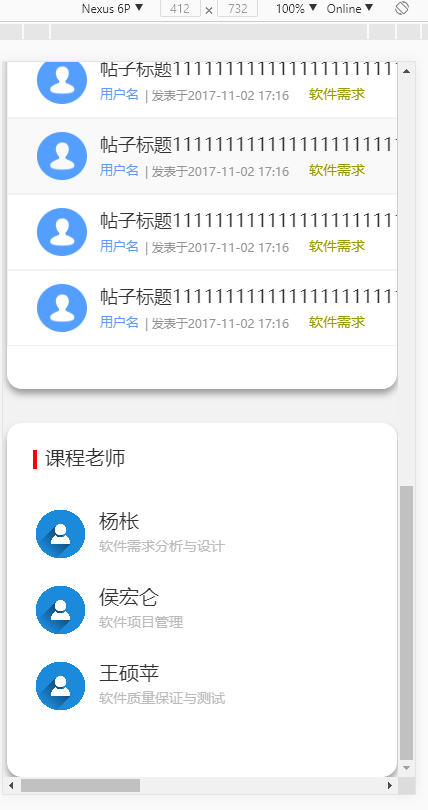 Nexus 6P ▼ 412 × 732 100% ▼ Online ▼
帖子标题1111111111111111111111
用户名 | 发表于2017-11-02 17:16 软件需求
帖子标题1111111111111111111111
用户名 | 发表于2017-11-02 17:16 软件需求
帖子标题1111111111111111111111
用户名 | 发表于2017-11-02 17:16 软件需求
帖子标题1111111111111111111111
用户名 | 发表于2017-11-02 17:16 软件需求
课程老师
杨枨
软件需求分析与设计
侯宏仑
软件项目管理
王硕苹
软件质量保证与测试